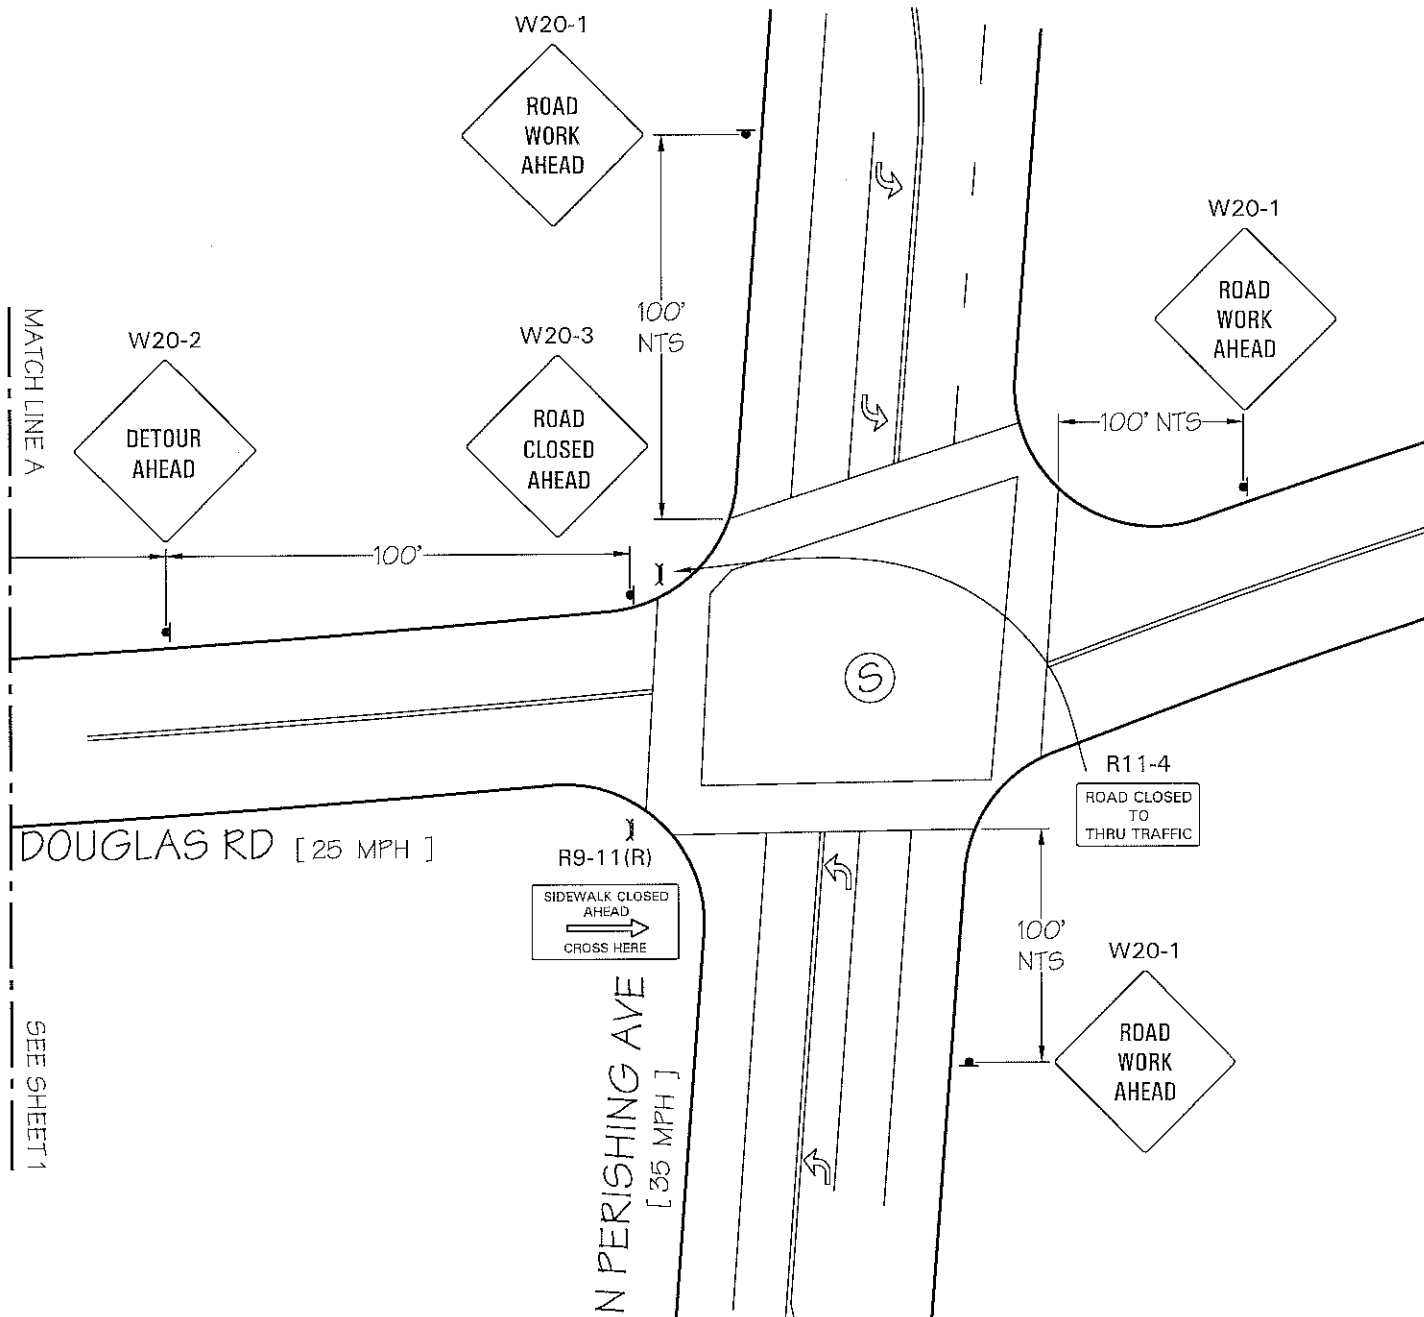 W20-1
ROAD
WORK
AHEAD
W20-1
ROAD
WORK
AHEAD
100'
NTS
MATCH LINE A
W20-2
DETOUR
AHEAD
W20-3
ROAD
CLOSED
AHEAD
100' NTS
100'
S
R11-4
ROAD CLOSED
TO
THRU TRAFFIC
DOUGLAS RD [25 MPH ]
R9-11(R)
SIDEWALK CLOSED
AHEAD
CROSS HERE
100'
NTS
W20-1
ROAD
WORK
AHEAD
N PERISHING AVE
[ 35 MPH ]
SEE SHEET 1